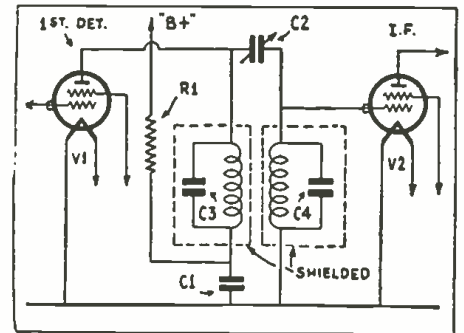 1ST. DET.
"B+"
C2
I.F.
R1
V1
V2
C3
C4
C1
SHIELDED